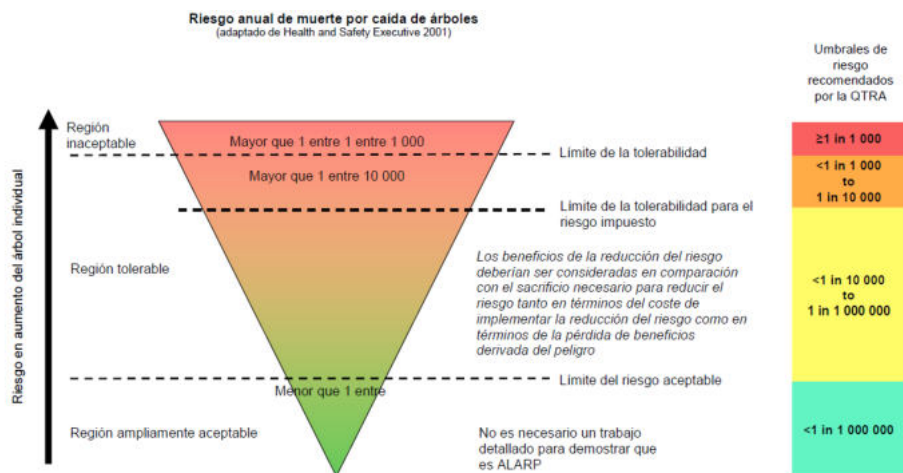 Riesgo anual de muerte por caída de árboles
(adaptado de Health and Safety Executive 2001)
Umbrales de
riesgo
recomendados
por la QTRA
Riesgo en aumento del árbol individual
Región
inaceptable
Mayor que 1 entre 1 entre 1 000
Límite de la tolerabilidad
≥1 in 1 000
Mayor que 1 entre 10 000
<1 in 1 000
to
1 in 10 000
Límite de la tolerabilidad para el
riesgo impuesto
Región tolerable
Los beneficios de la reducción del riesgo
deberían ser consideradas en comparación
con el sacrificio necesario para reducir el
riesgo tanto en términos del coste de
implementar la reducción del riesgo como en
términos de la pérdida de beneficios
derivada del peligro
<1 in 10 000
to
1 in 1 000 000
Límite del riesgo aceptable
Menor que 1 entre
Región ampliamente aceptable
No es necesario un trabajo
detallado para demostrar que
es ALARP
<1 in 1 000 000